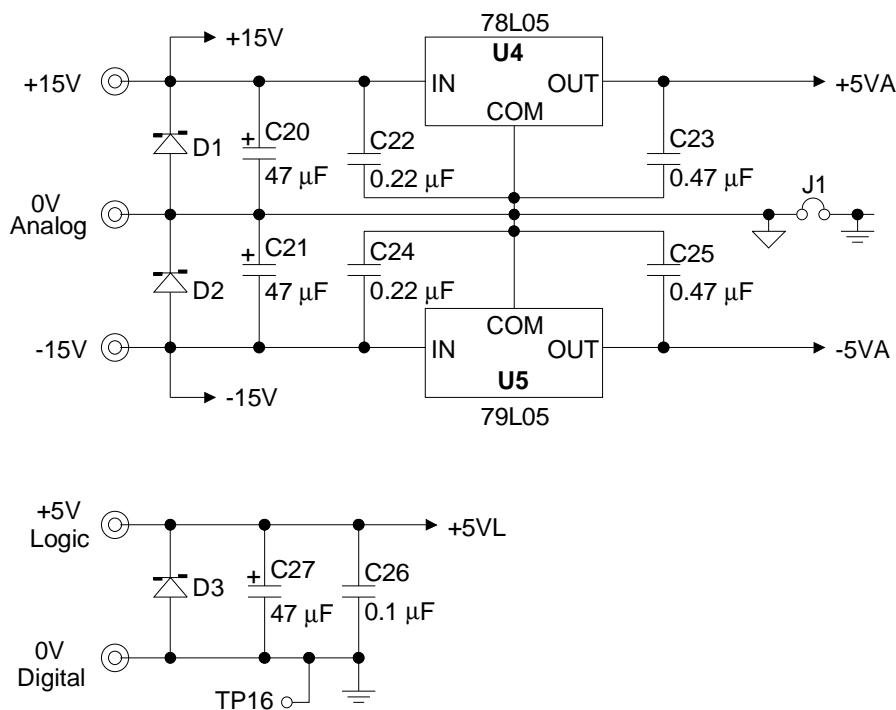 78L05
+15V
U4
+15V
IN
OUT
+5VA
COM
D1
C20
+
47 µF
C22
0.22 µF
C23
0.47 µF
0V
Analog
J1
D2
C21
+
47 µF
C24
0.22 µF
C25
0.47 µF
COM
-15V
IN
OUT
-5VA
U5
-15V
79L05
+5V
Logic
+5VL
D3
C27
+
47 µF
C26
0.1 µF
0V
Digital
TP16